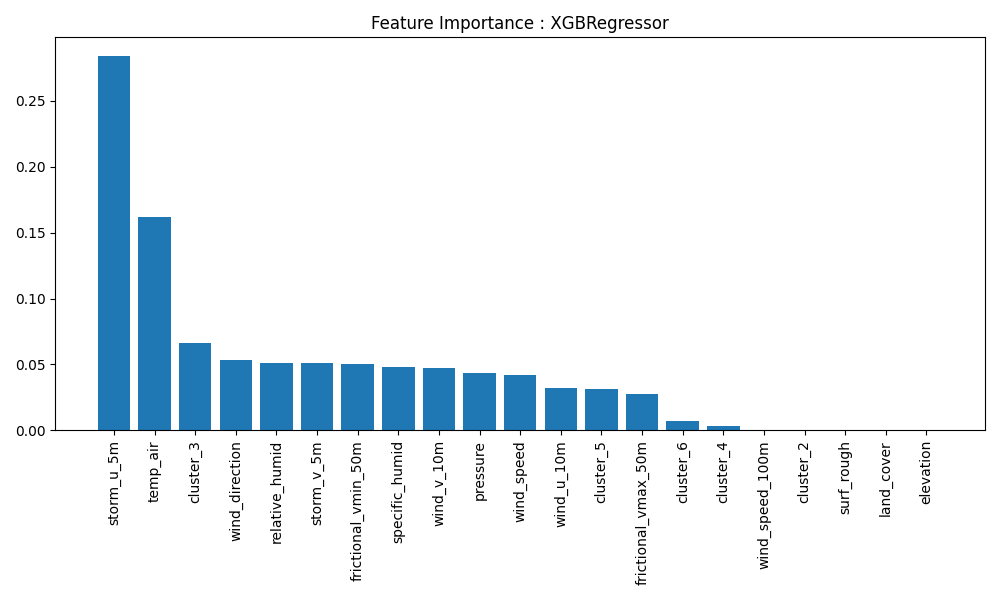 Feature Importance : XGBRegressor
0.25
0.20
0.15
0.10
0.05
0.00
storm_u_5m
temp_air
cluster_3
wind_direction
relative_humid
storm_v_5m
frictional_vmin_50m
specific_humid
wind_v_10m
pressure
wind_speed
wind_u_10m
cluster_5
frictional_vmax_50m
cluster_6
cluster_4
wind_speed_100m
cluster_2
surf_rough
land_cover
elevation